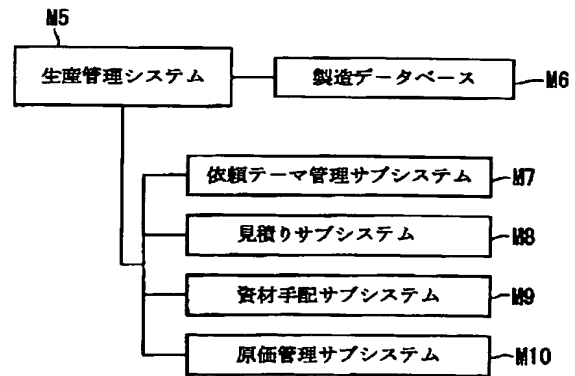 M5
生産管理システム
製造データベース
M6
依頼テーマ管理サブシステム
M7
見積りサブシステム
M8
資材手配サブシステム
M9
原価管理サブシステム
M10